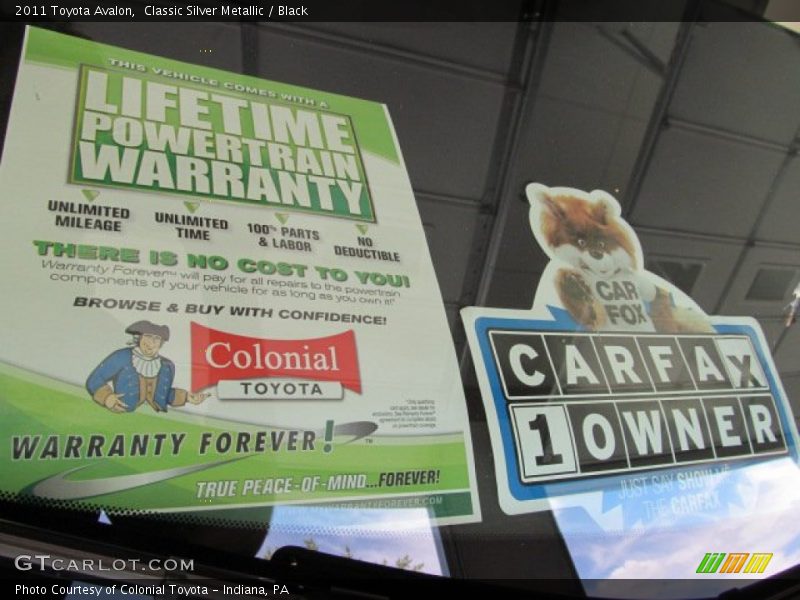 2011 Toyota Avalon, Classic Silver Metallic / Black
THIS VEHICLE COMES WITH A
LIFETIME
POWERTRAIN
WARRANTY
UNLIMITED
MILEAGE
UNLIMITED
TIME
100% PARTS
& LABOR
NO
DEDUCTIBLE
THERE IS NO COST TO YOU!
Warranty Forever℠ will pay for all repairs to the powertrain
components of your vehicle for as long as you own it!*
BROWSE & BUY WITH CONFIDENCE!
Colonial
TOYOTA
WARRANTY FOREVER!
TM
TRUE PEACE-OF-MIND...FOREVER!
CAR
FOX
CARFAX
1 OWNER
JUST SAY SHOW
THE CARFAX
GTCARLOT.COM
Photo Courtesy of Colonial Toyota - Indiana, PA